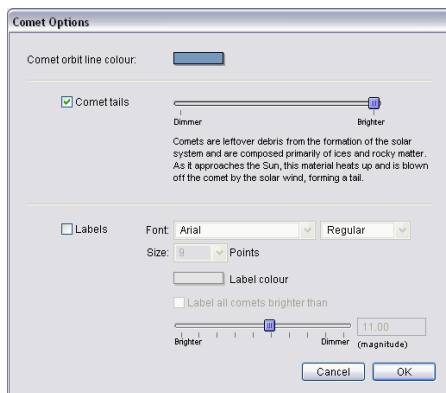 Comet Options
Comet orbit line colour:
Comet tails
Dimmer Brighter
Comets are leftover debris from the formation of the solar
system and are composed primarily of ices and rocky matter.
As it approaches the Sun, this material heats up and is blown
off the comet by the solar wind, forming a tail.
Labels Font: Arial Regular
Size: 9 Points
Label colour
Label all comets brighter than
11.00
Brighter Dimmer (magnitude)
Cancel OK